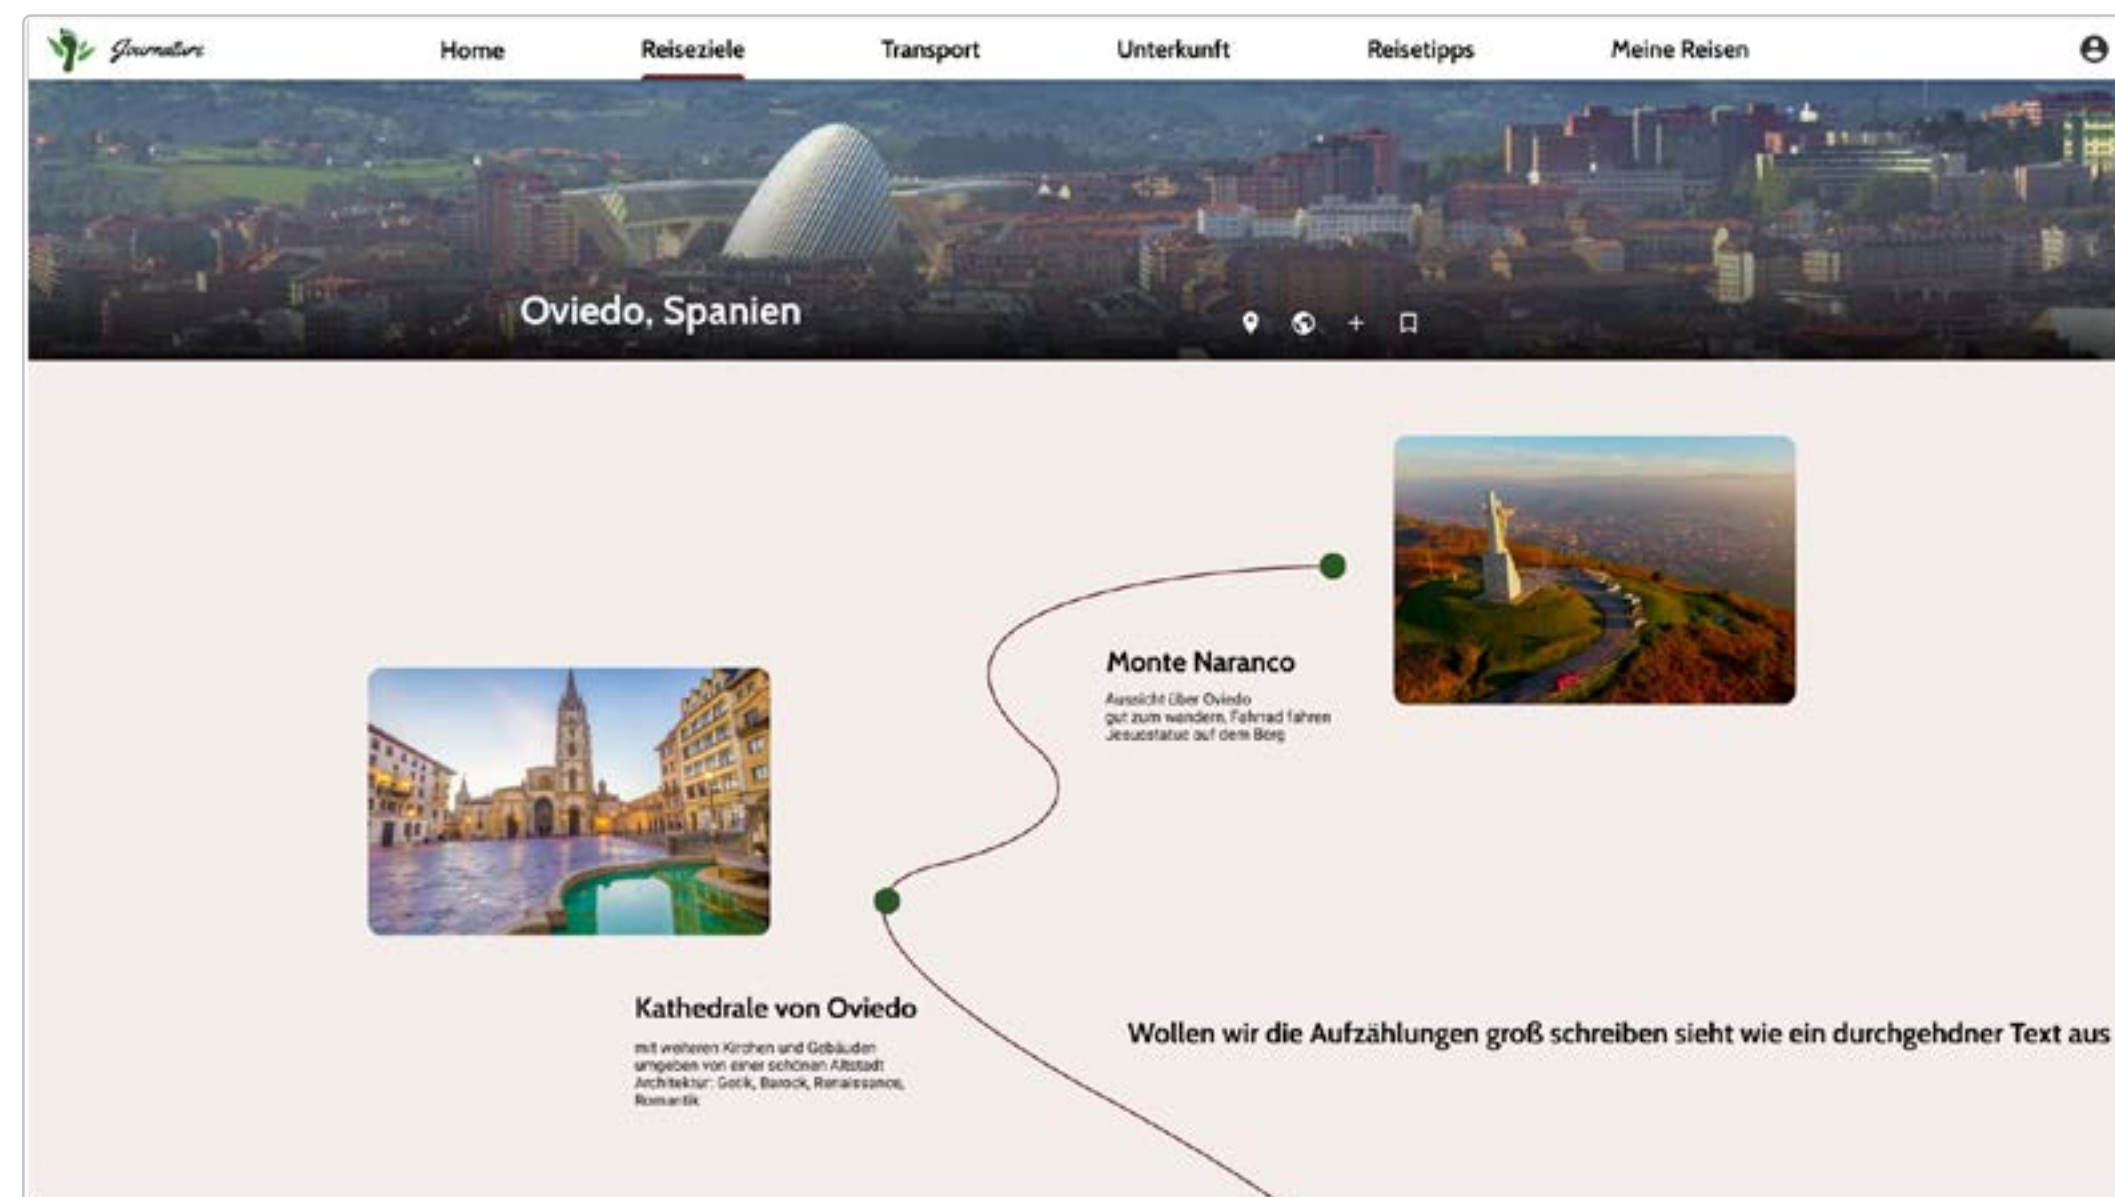 Journature
Home
Reiseziele
Transport
Unterkunft
Reisetipps
Meine Reisen
Oviedo, Spanien
Monte Naranco
Aussicht über Oviedo
gut zum wandern, Fahrrad fahren
Jesusstatue auf dem Berg
Kathedrale von Oviedo
mit weiteren Kirchen und Gebäuden
umgeben von einer schönen Altstadt
Architektur: Gotik, Barock, Renaissance,
Romantik
Wollen wir die Aufzählungen groß schreiben sieht wie ein durchgehdner Text aus